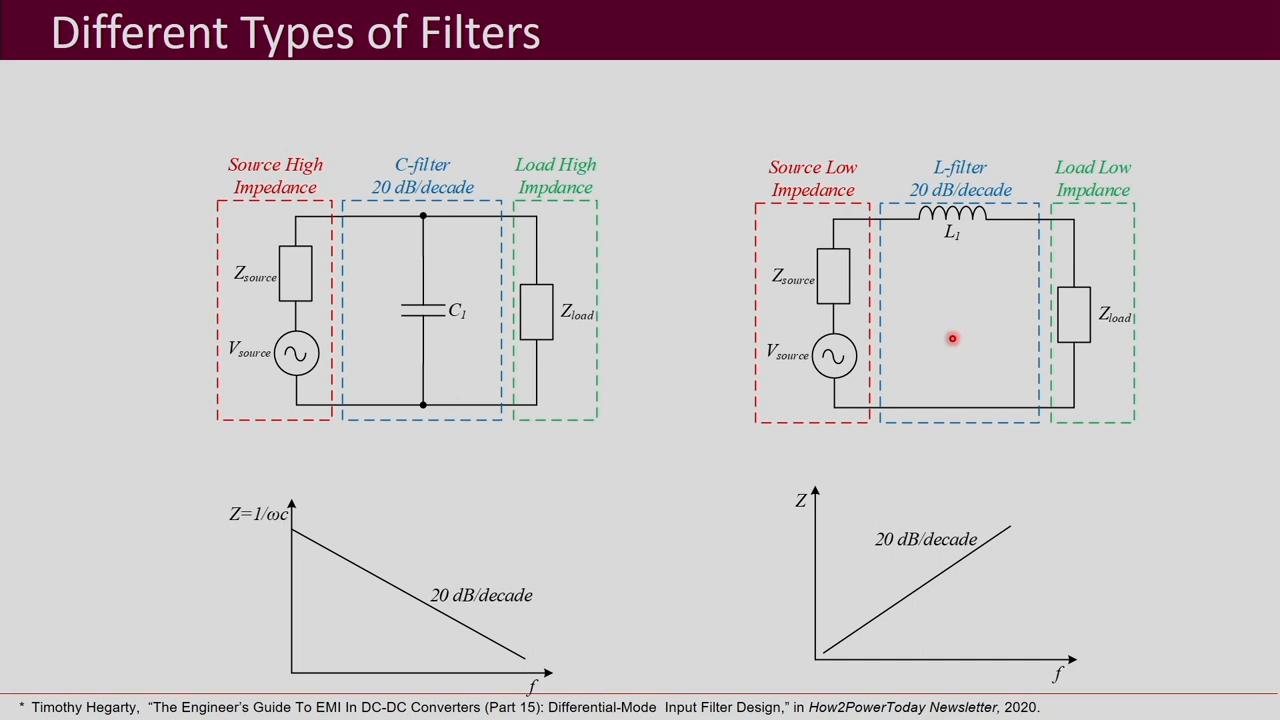 Different Types of Filters
Source High
Impedance
C-filter
20 dB/decade
Load High
Impdance
Zsource
Vsource
C1
Zload
Source Low
Impedance
L-filter
20 dB/decade
Load Low
Impdance
L1
Zsource
Vsource
Zload
Z=1/ωc
20 dB/decade
f
Z
20 dB/decade
f
* Timothy Hegarty, “The Engineer’s Guide To EMI In DC-DC Converters (Part 15): Differential-Mode Input Filter Design,” in How2PowerToday Newsletter, 2020.